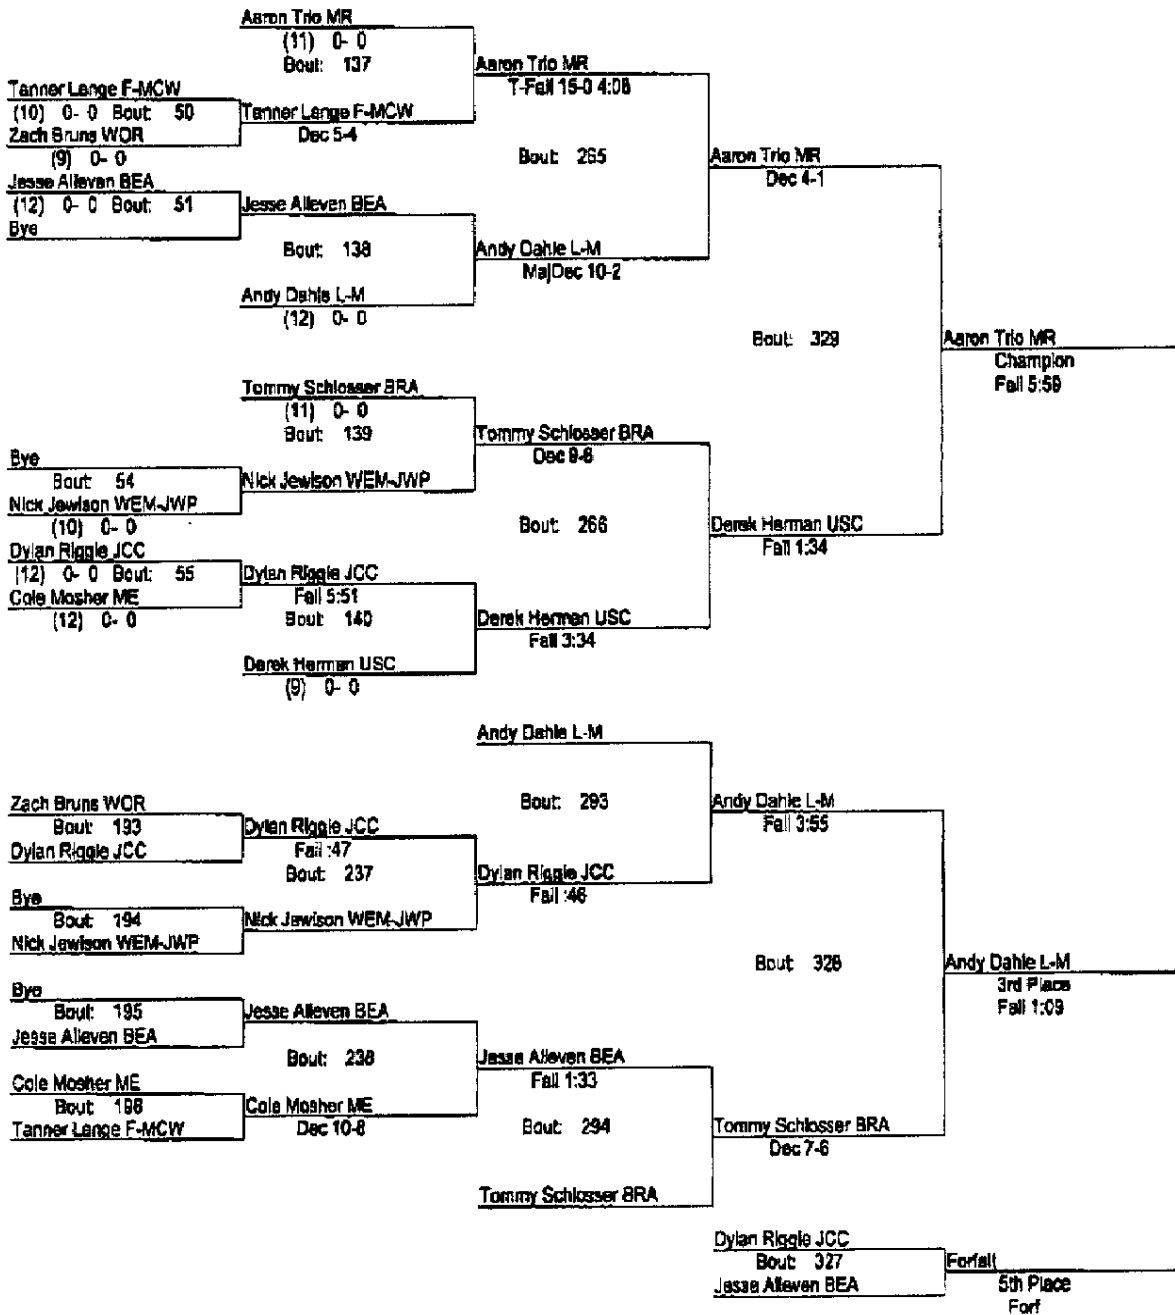 Aaron Trio MR
(11) 0- 0
Bout: 137
Aaron Trio MR
T-Fall 15-0 4:08
Tanner Lange F-MCW
(10) 0- 0 Bout: 50
Tanner Lange F-MCW
Dec 5-4
Zach Bruns WOR
(9) 0- 0
Bout: 265
Aaron Trio MR
Dec 4-1
Jesse Alleven BEA
(12) 0- 0 Bout: 51
Jesse Alleven BEA
Bye
Bout: 138
Andy Dahle L-M
MajDec 10-2
Andy Dahle L-M
(12) 0- 0
Bout: 329
Aaron Trio MR
Champion
Fall 5:59
Tommy Schlosser BRA
(11) 0- 0
Bout: 139
Tommy Schlosser BRA
Dec 9-8
Bye
Bout: 54
Nick Jewison WEM-JWP
Nick Jewison WEM-JWP
(10) 0- 0
Bout: 266
Derek Herman USC
Fall 1:34
Dylan Riggle JCC
(12) 0- 0 Bout: 55
Dylan Riggle JCC
Fall 5:51
Cole Mosher ME
(12) 0- 0
Bout: 140
Derek Herman USC
Fall 3:34
Derek Herman USC
(9) 0- 0
Andy Dahle L-M
Zach Bruns WOR
Bout: 193
Dylan Riggle JCC
Dylan Riggle JCC
Fall :47
Bout: 237
Bout: 293
Andy Dahle L-M
Fall 3:55
Dylan Riggle JCC
Fall :46
Bye
Bout: 194
Nick Jewison WEM-JWP
Nick Jewison WEM-JWP
Bout: 328
Andy Dahle L-M
3rd Place
Fall 1:09
Bye
Bout: 195
Jesse Alleven BEA
Jesse Alleven BEA
Bout: 238
Jesse Alleven BEA
Fall 1:33
Cole Mosher ME
Bout: 196
Tanner Lange F-MCW
Cole Mosher ME
Dec 10-8
Bout: 294
Tommy Schlosser BRA
Dec 7-6
Tommy Schlosser BRA
Dylan Riggle JCC
Bout: 327
Jesse Alleven BEA
Forfait
5th Place
Forf